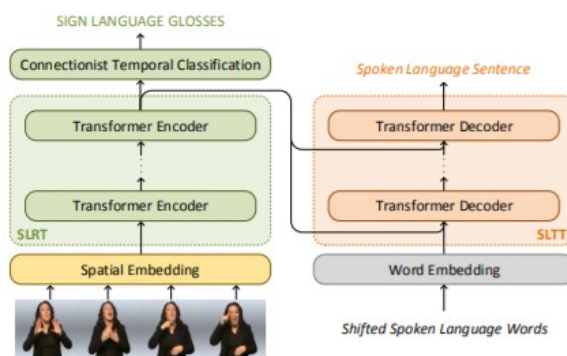 SIGN LANGUAGE GLOSSES
Connectionist Temporal Classification
Transformer Encoder
Transformer Encoder
SLRT
Spatial Embedding
Spoken Language Sentence
Transformer Decoder
Transformer Decoder
SLTT
Word Embedding
Shifted Spoken Language Words